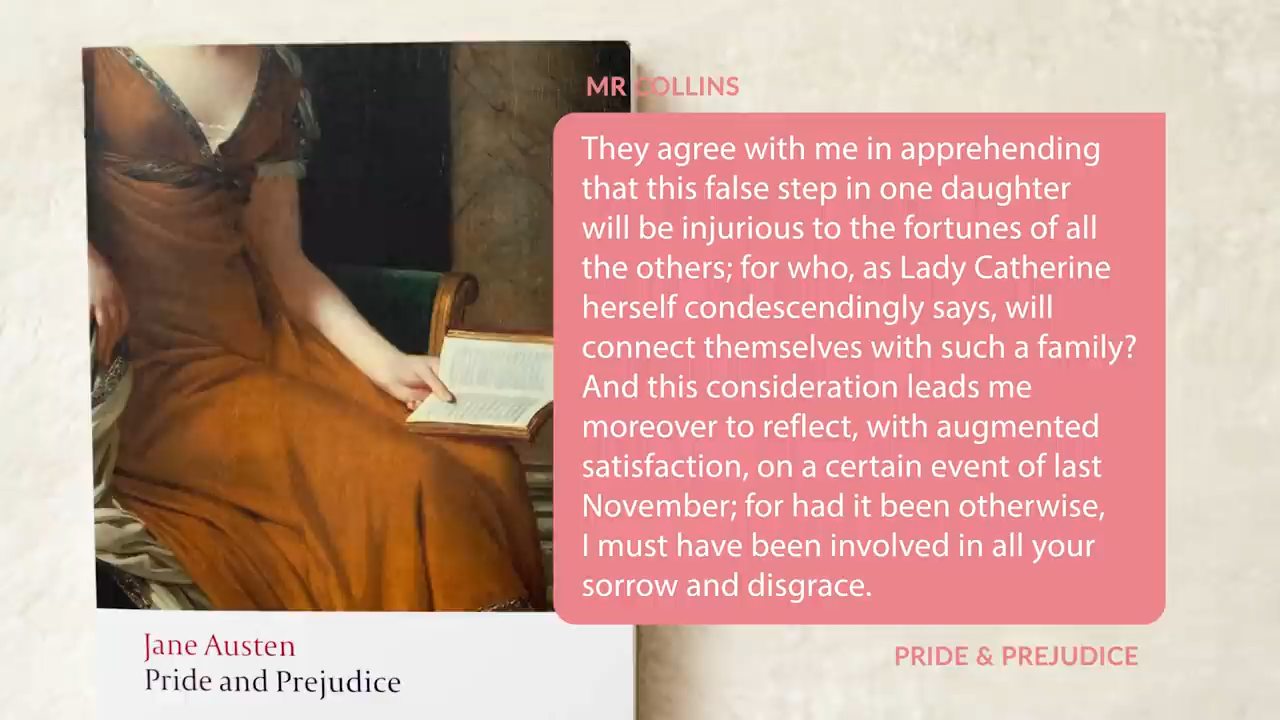 MR COLLINS
They agree with me in apprehending
that this false step in one daughter
will be injurious to the fortunes of all
the others; for who, as Lady Catherine
herself condescendingly says, will
connect themselves with such a family?
And this consideration leads me
moreover to reflect, with augmented
satisfaction, on a certain event of last
November; for had it been otherwise,
I must have been involved in all your
sorrow and disgrace.
PRIDE & PREJUDICE
Jane Austen
Pride and Prejudice